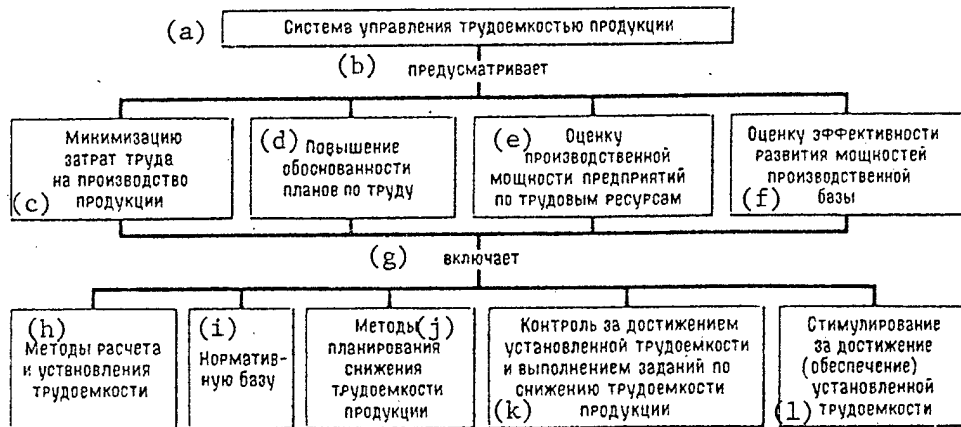 (a) Система управления трудоемкостью продукции
(b) предусматривает
Минимизацию
затрат труда
на производство
(c) продукции
(d) Повышение
обоснованности
планов по труду
(e) Оценку
производственной
мощности предприятий
по трудовым ресурсам
Оценку эффективности
развития мощностей
производственной
(f) базы
(g) включает
(h)
Методы расчета
и установления
трудоемкости
(i)
Норматив-
ную базу
Методы (j)
планирования
снижения
трудоемкости
продукции
Контроль за достижением
установленной трудоемкости
и выполнением заданий по
снижению трудоемкости
(k) продукции
Стимулирование
за достижение
(обеспечение)
установленной
(l) трудоемкости